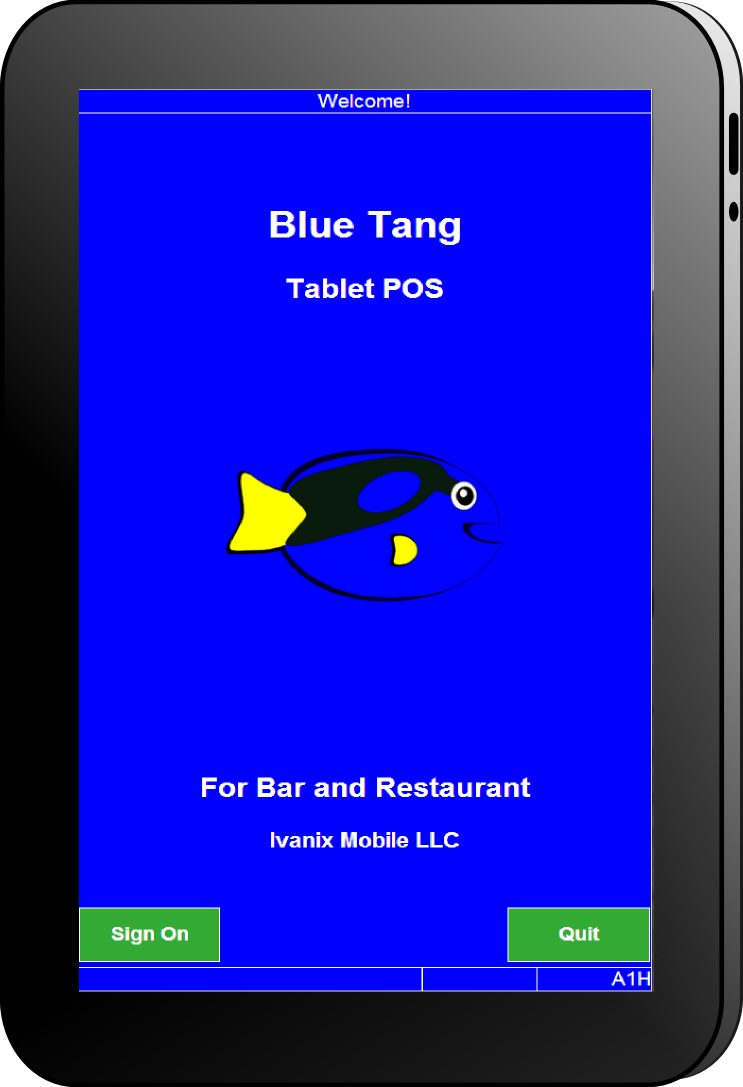 Welcome!
Blue Tang
Tablet POS
For Bar and Restaurant
Ivanix Mobile LLC
Sign On
Quit
A1H